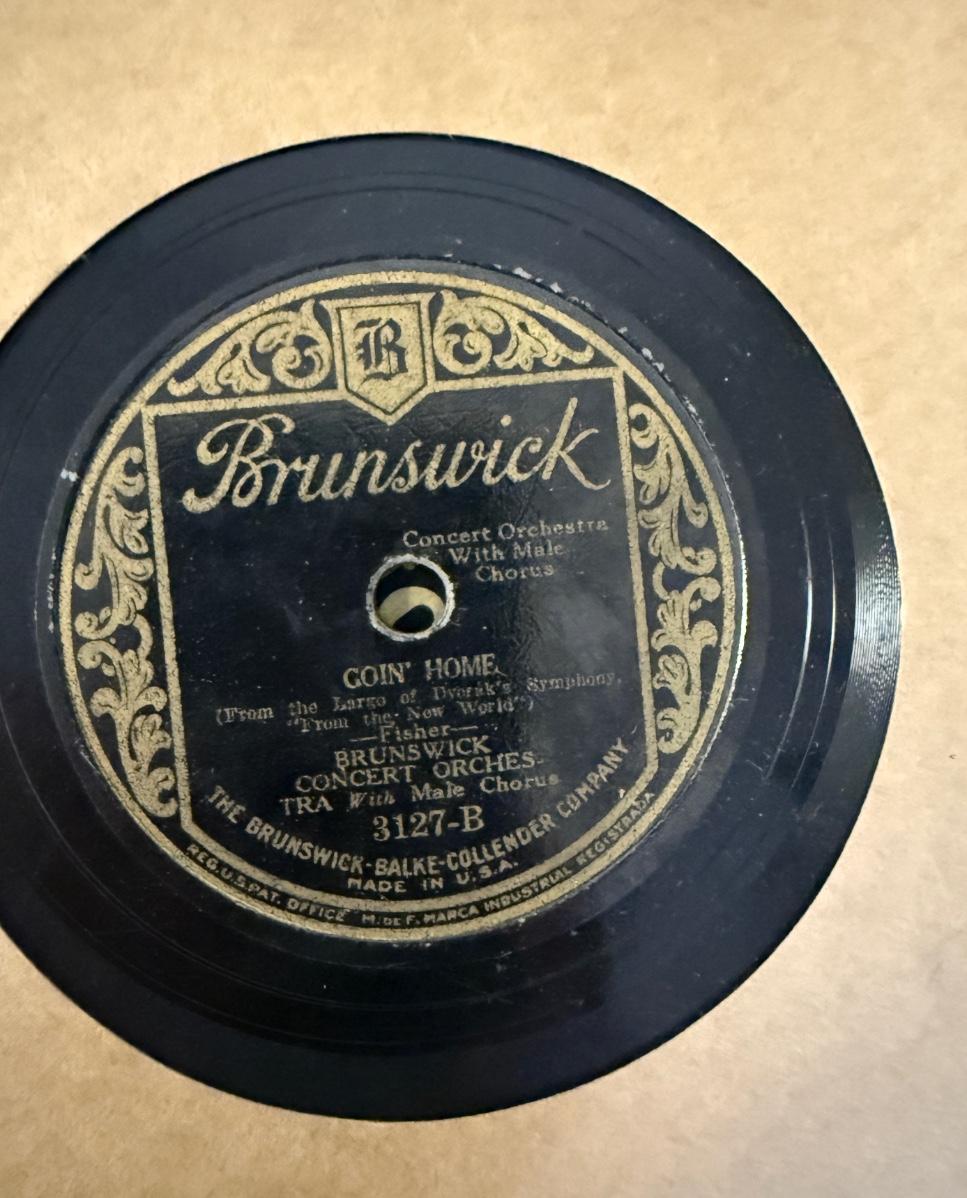 B
Brunswick
Concert Orchestra
With Male
Chorus
GOIN' HOME
(From the Largo of Dvorák's Symphony,
"From the New World")
—Fisher—
BRUNSWICK
CONCERT ORCHES-
TRA With Male Chorus
3127-B
THE BRUNSWICK-BALKE-COLLENDER COMPANY
MADE IN U.S.A.
REG. U.S. PAT. OFFICE M. DE F. MARCA INDUSTRIAL REGISTRADA